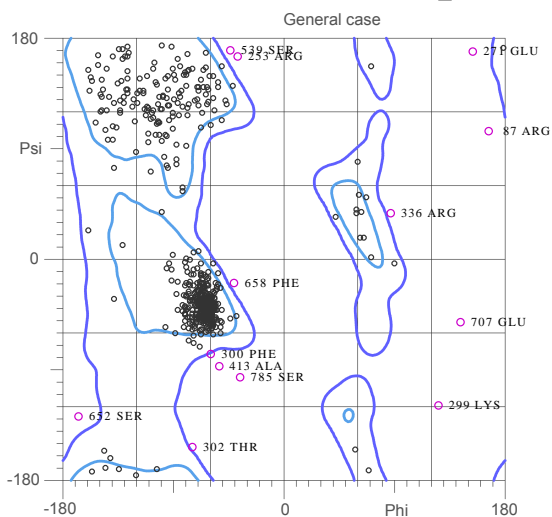 General case
180
539 SER
253 ARG
27 GLU
87 ARG
Psi
336 ARG
0
658 PHE
707 GLU
300 PHE
413 ALA
785 SER
299 LYS
652 SER
302 THR
-180
-180
0
Phi
180